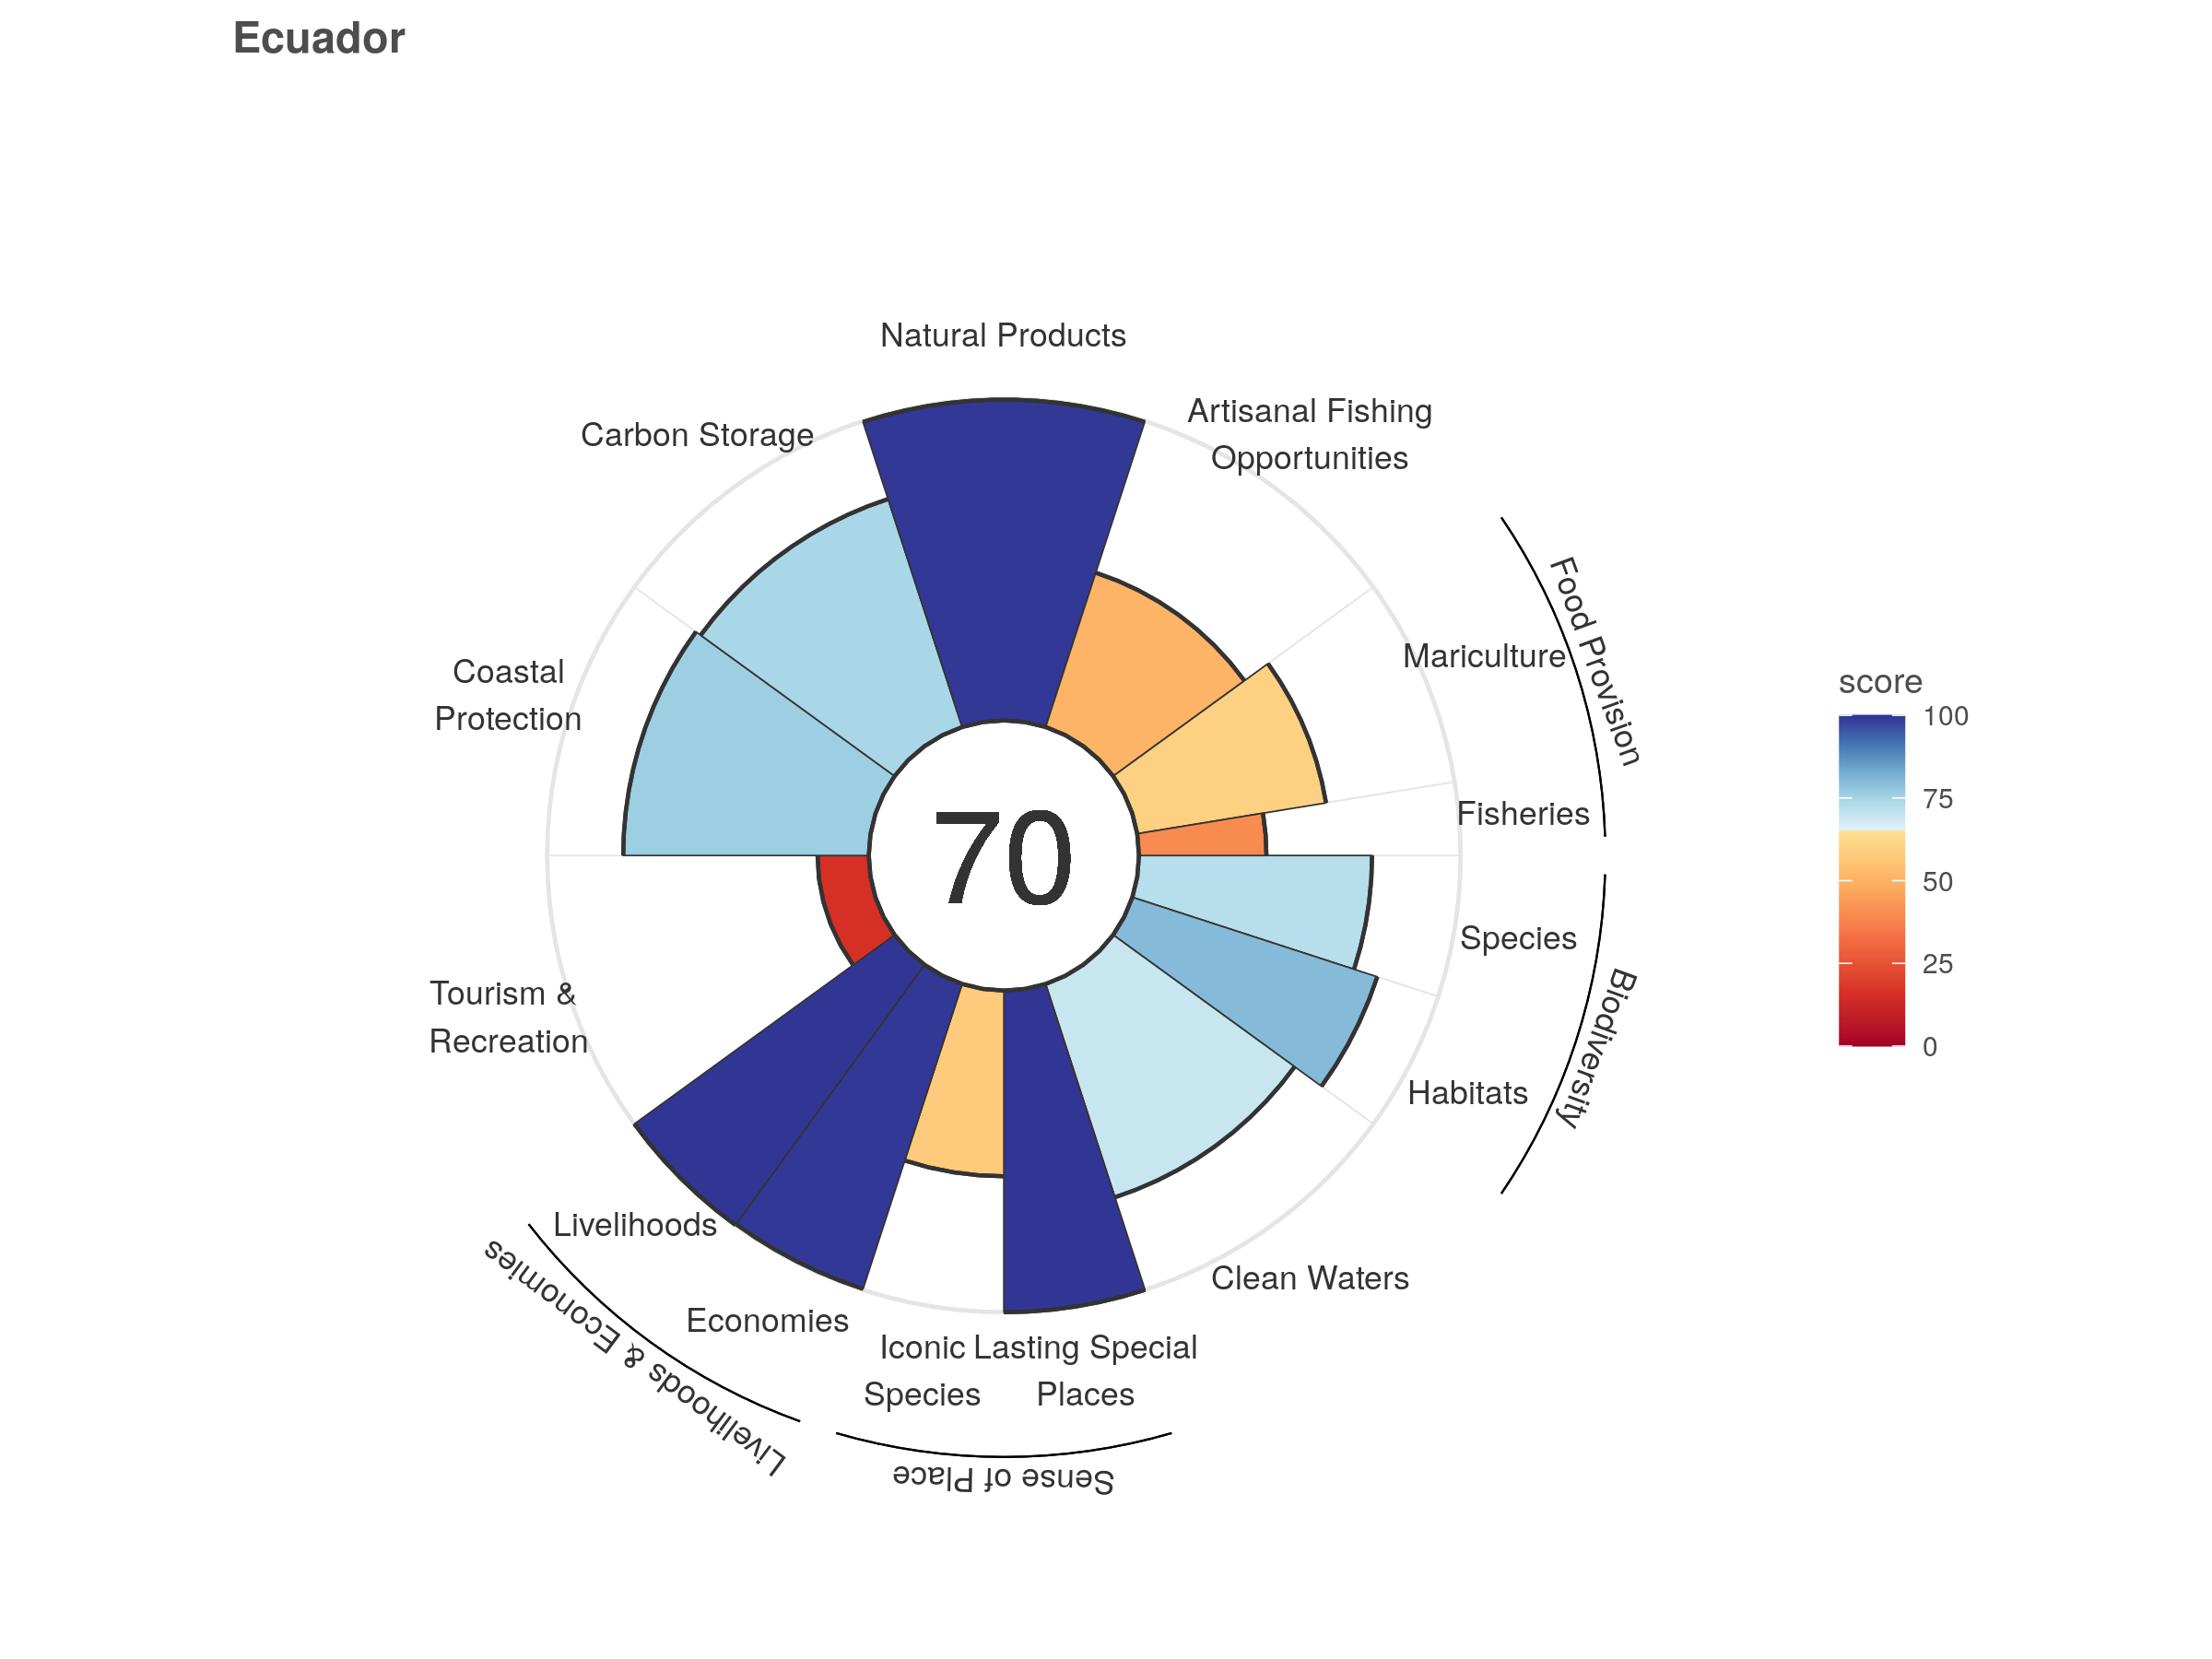 Ecuador
Natural Products
Artisanal Fishing
Opportunities
Carbon Storage
Food Provision
Mariculture
Coastal
Protection
Fisheries
70
Species
Biodiversity
Tourism &
Recreation
Habitats
Livelihoods
Clean Waters
Economies
Iconic
Species
Lasting Special
Places
Livelihoods & Economies
Sense of Place
score
100
75
50
25
0